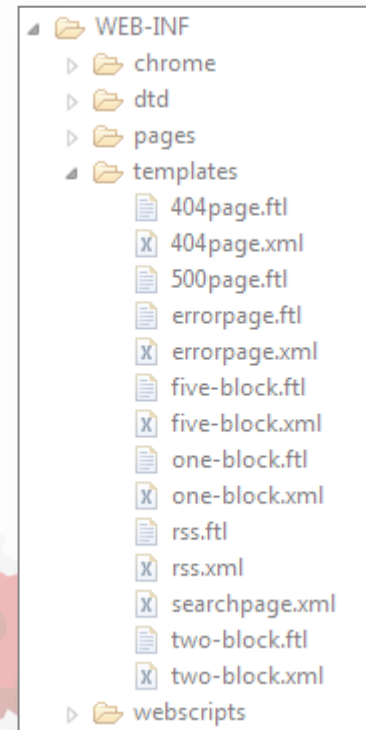 WEB-INF
chrome
dtd
pages
templates
404page.ftl
404page.xml
500page.ftl
errorpage.ftl
errorpage.xml
five-block.ftl
five-block.xml
one-block.ftl
one-block.xml
rss.ftl
rss.xml
searchpage.xml
two-block.ftl
two-block.xml
webscripts